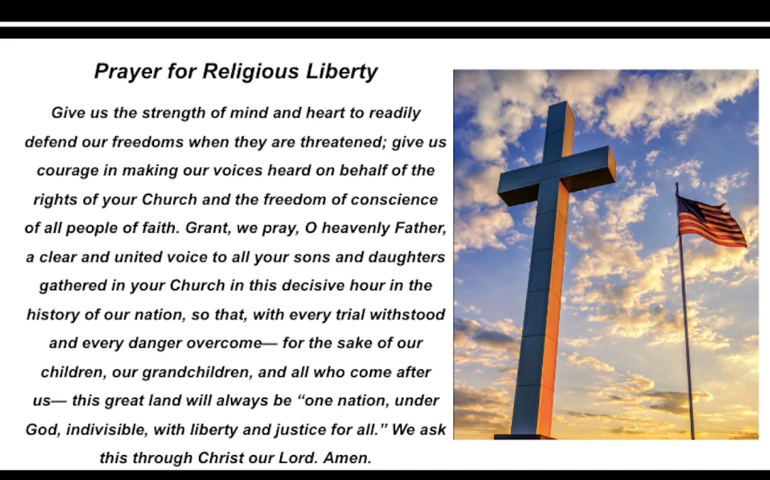 Prayer for Religious Liberty
Give us the strength of mind and heart to readily
defend our freedoms when they are threatened; give us
courage in making our voices heard on behalf of the
rights of your Church and the freedom of conscience
of all people of faith. Grant, we pray, O heavenly Father,
a clear and united voice to all your sons and daughters
gathered in your Church in this decisive hour in the
history of our nation, so that, with every trial withstood
and every danger overcome— for the sake of our
children, our grandchildren, and all who come after
us— this great land will always be “one nation, under
God, indivisible, with liberty and justice for all.” We ask
this through Christ our Lord. Amen.